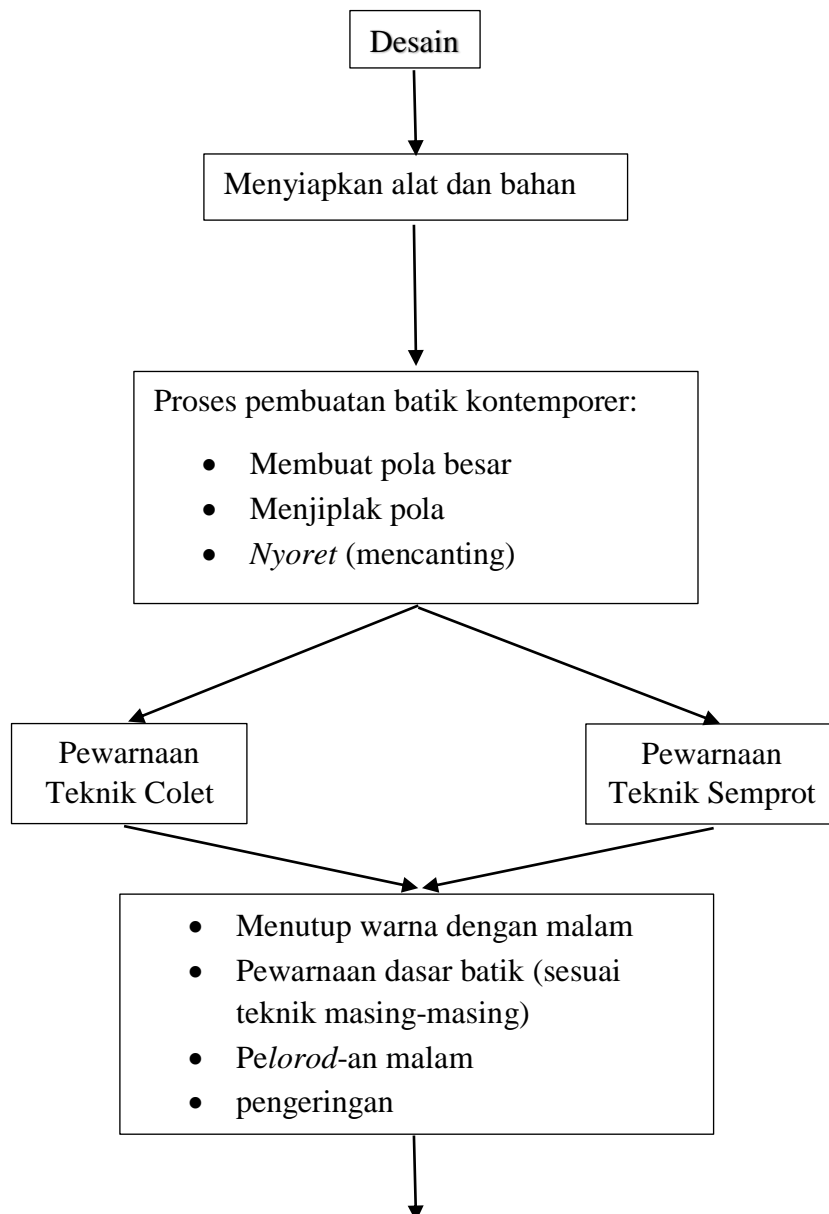 Desain
Menyiapkan alat dan bahan
Proses pembuatan batik kontemporer:
• Membuat pola besar
• Menjiplak pola
• Nyoret (mencanting)
Pewarnaan
Teknik Colet
Pewarnaan
Teknik Semprot
• Menutup warna dengan malam
• Pewarnaan dasar batik (sesuai
teknik masing-masing)
• Pelorod-an malam
• pengeringan